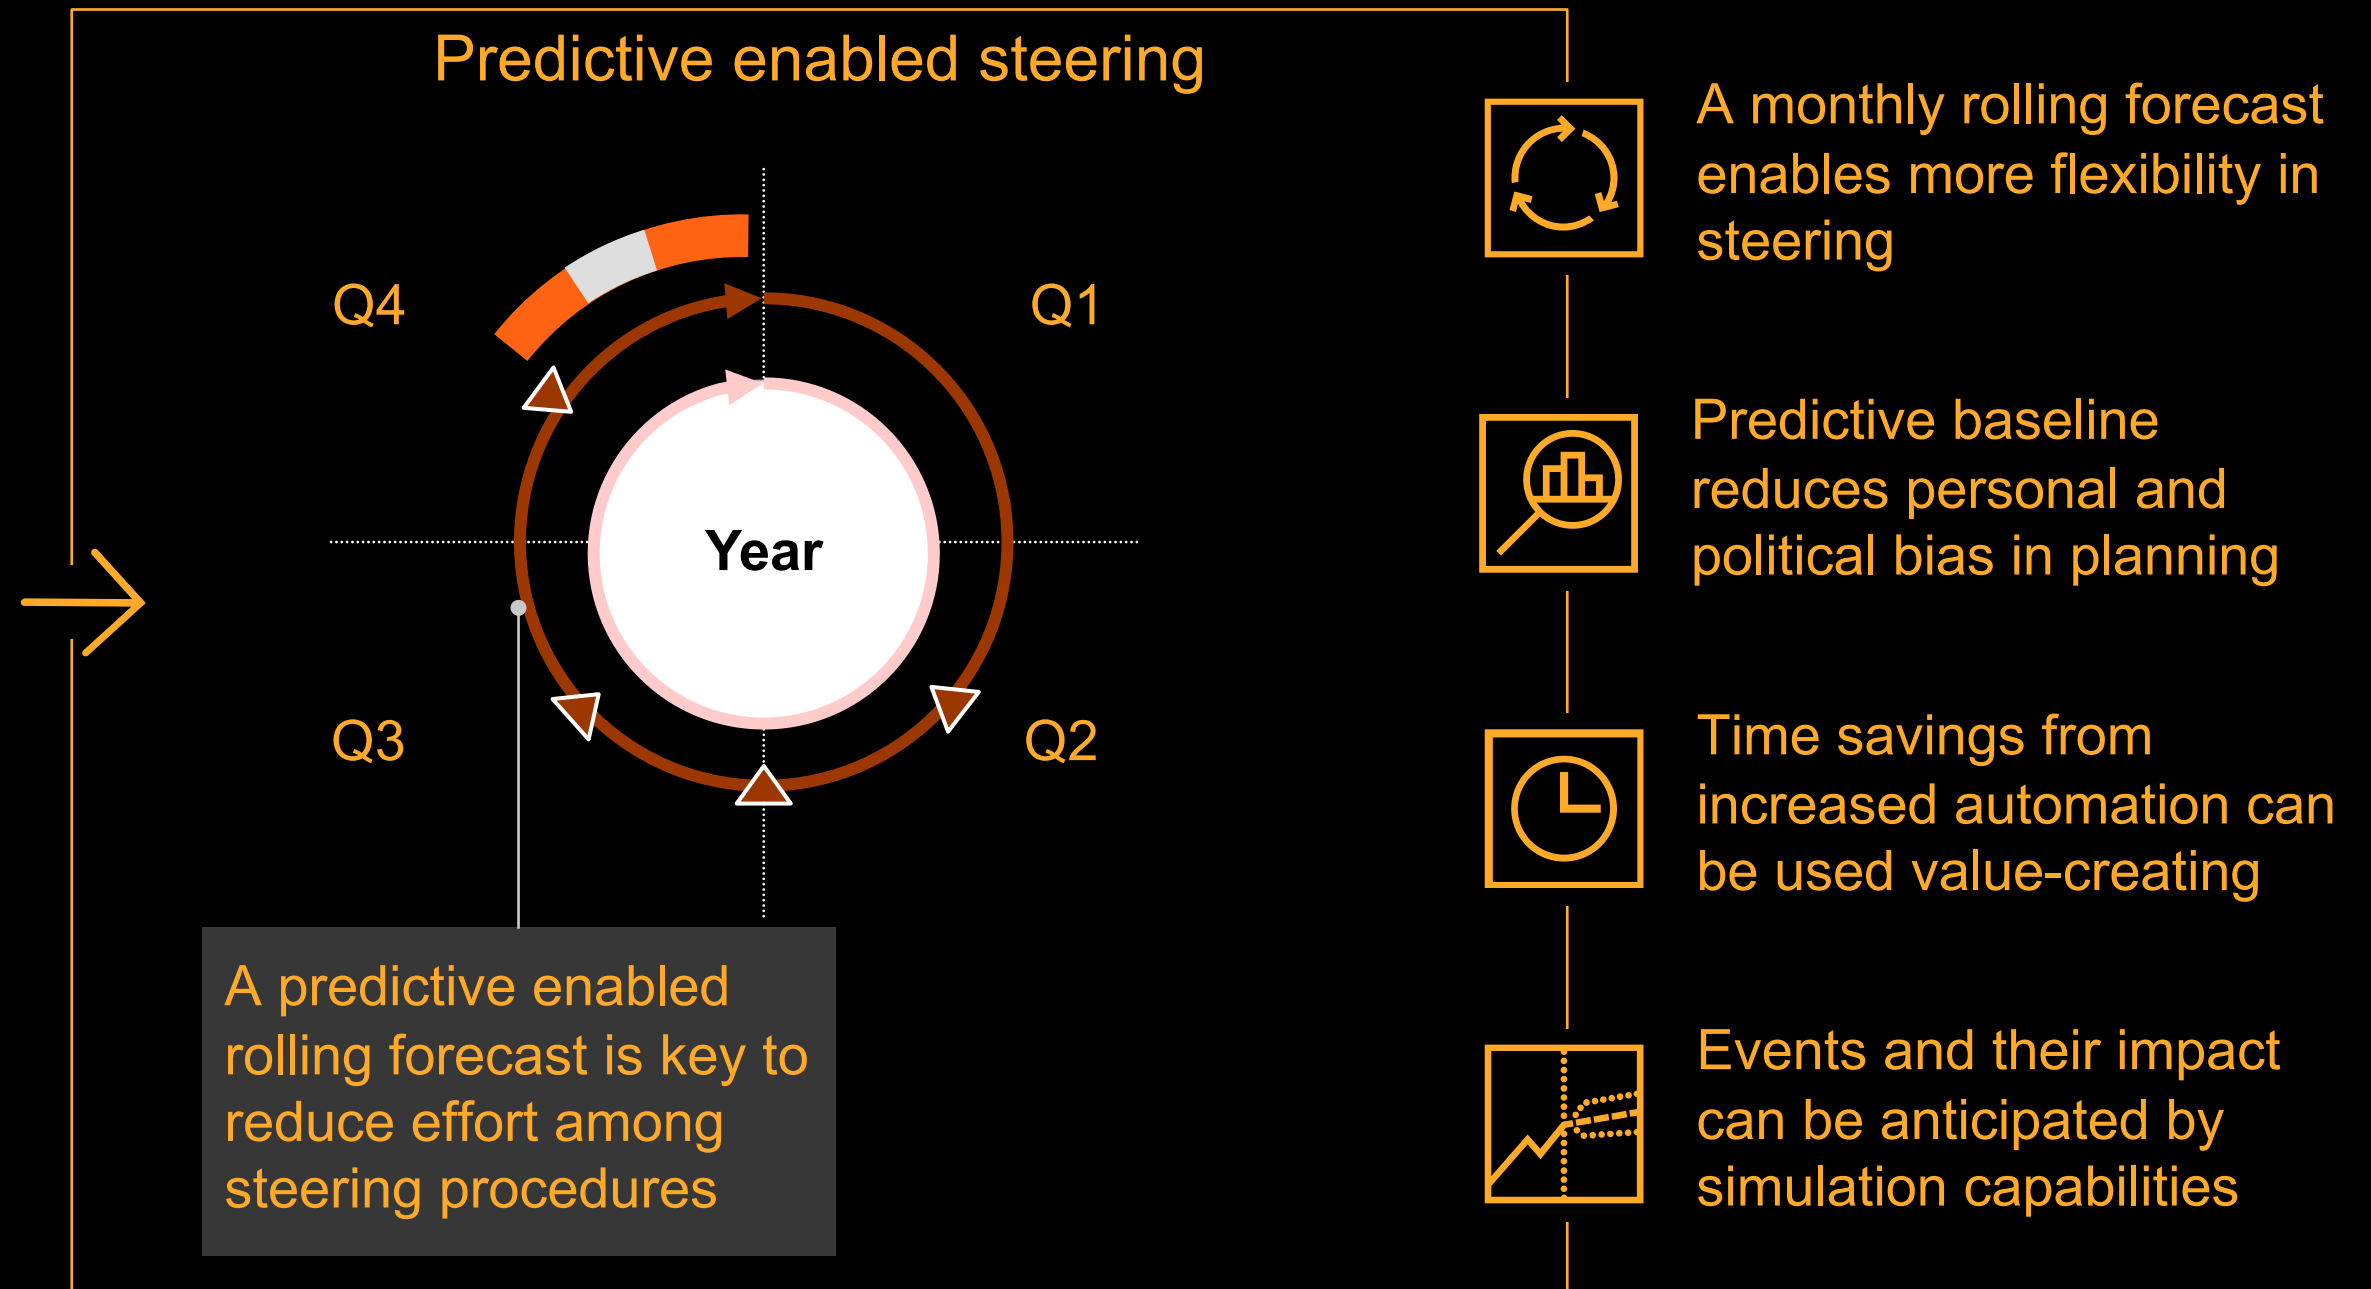 Predictive enabled steering
Q4
Q1
Year
Q3
Q2
A predictive enabled
rolling forecast is key to
reduce effort among
steering procedures
A monthly rolling forecast
enables more flexibility in
steering
Predictive baseline
reduces personal and
political bias in planning
Time savings from
increased automation can
be used value-creating
Events and their impact
can be anticipated by
simulation capabilities